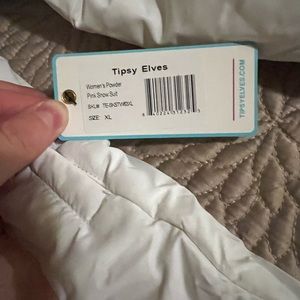 Tipsy Elves
Women's Powder
Pink Snow Suit
SIZE: XL
TIPSYELVES.COM